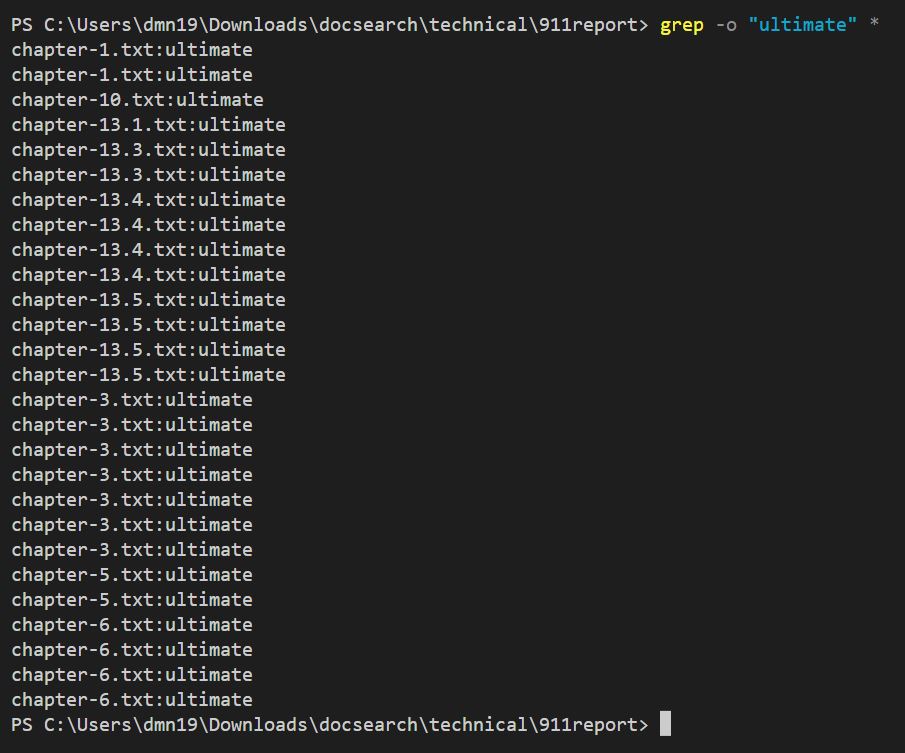 PS C:\Users\dmn19\Downloads\docsearch\technical\911report> grep -o "ultimate" *
chapter-1.txt:ultimate
chapter-1.txt:ultimate
chapter-10.txt:ultimate
chapter-13.1.txt:ultimate
chapter-13.3.txt:ultimate
chapter-13.3.txt:ultimate
chapter-13.4.txt:ultimate
chapter-13.4.txt:ultimate
chapter-13.4.txt:ultimate
chapter-13.4.txt:ultimate
chapter-13.5.txt:ultimate
chapter-13.5.txt:ultimate
chapter-13.5.txt:ultimate
chapter-13.5.txt:ultimate
chapter-3.txt:ultimate
chapter-3.txt:ultimate
chapter-3.txt:ultimate
chapter-3.txt:ultimate
chapter-3.txt:ultimate
chapter-3.txt:ultimate
chapter-3.txt:ultimate
chapter-5.txt:ultimate
chapter-5.txt:ultimate
chapter-6.txt:ultimate
chapter-6.txt:ultimate
chapter-6.txt:ultimate
chapter-6.txt:ultimate
PS C:\Users\dmn19\Downloads\docsearch\technical\911report>